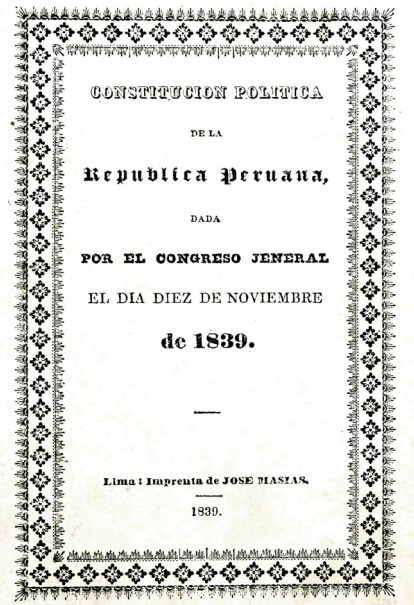 CONSTITUCION POLITICA
DE LA
Republica Peruana,
DADA
POR EL CONGRESO JENERAL
EL DIA DIEZ DE NOVIEMBRE
de 1839.
Lima: Imprenta de JOSE MASIAS.
1839.